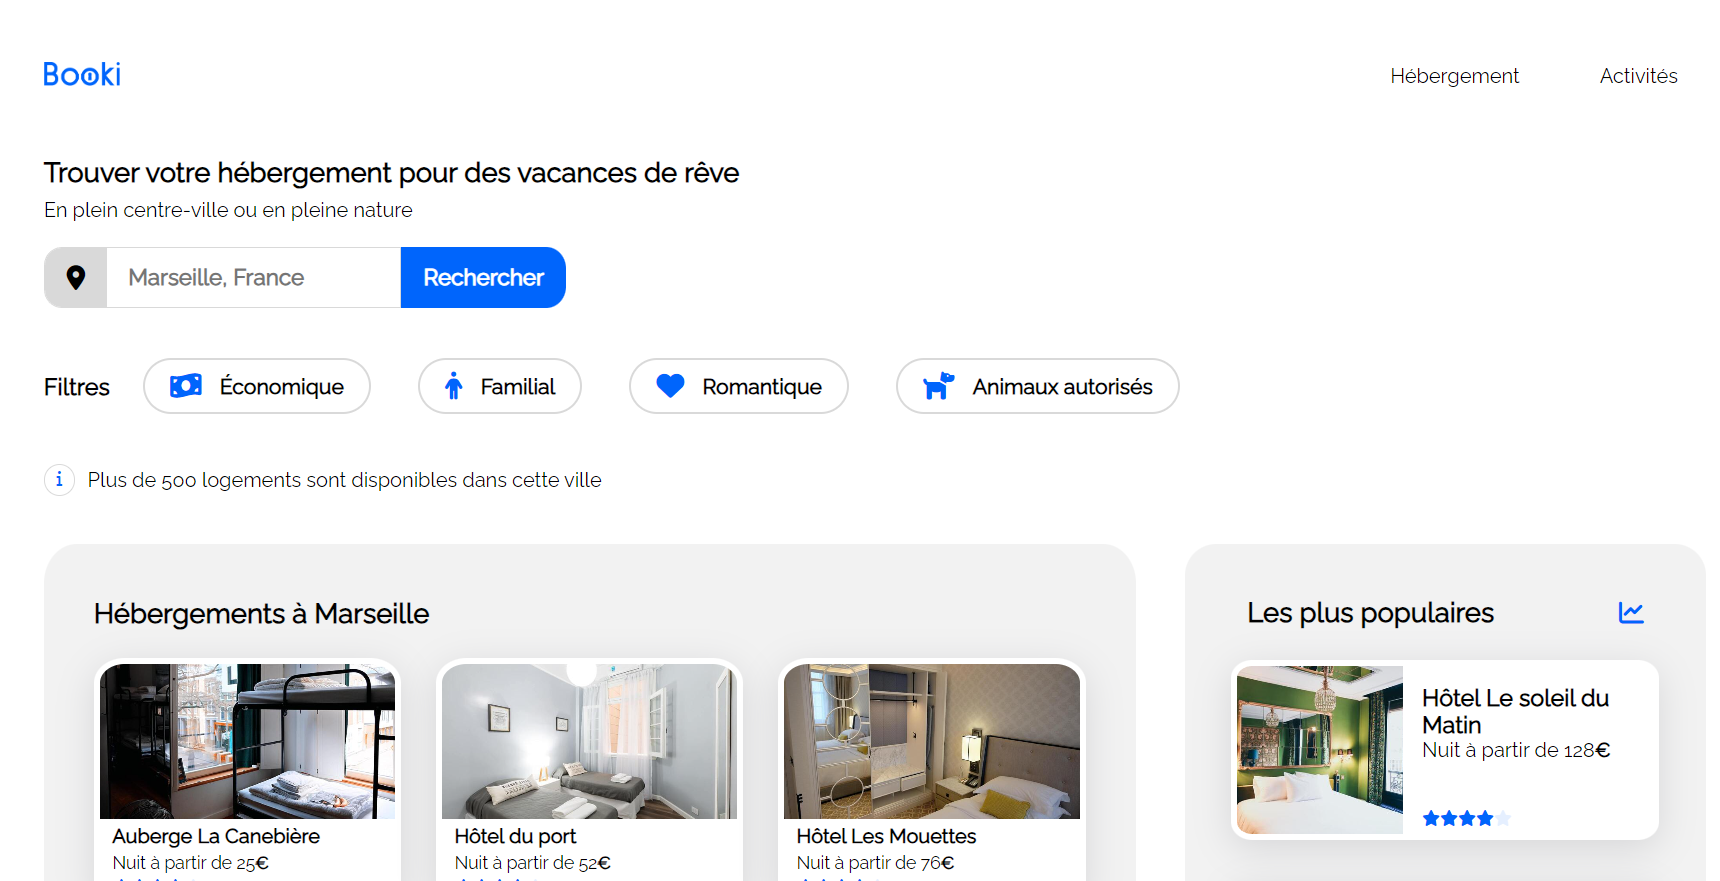 Booki
Hébergement
Activités
Trouver votre hébergement pour des vacances de rêve
En plein centre-ville ou en pleine nature
Marseille, France
Rechercher
Filtres
Économique
Familial
Romantique
Animaux autorisés
i
Plus de 500 logements sont disponibles dans cette ville
Hébergements à Marseille
Auberge La Canebière
Nuit à partir de 25€
Hôtel du port
Nuit à partir de 52€
Hôtel Les Mouettes
Nuit à partir de 76€
Les plus populaires
Hôtel Le soleil du
Matin
Nuit à partir de 128€